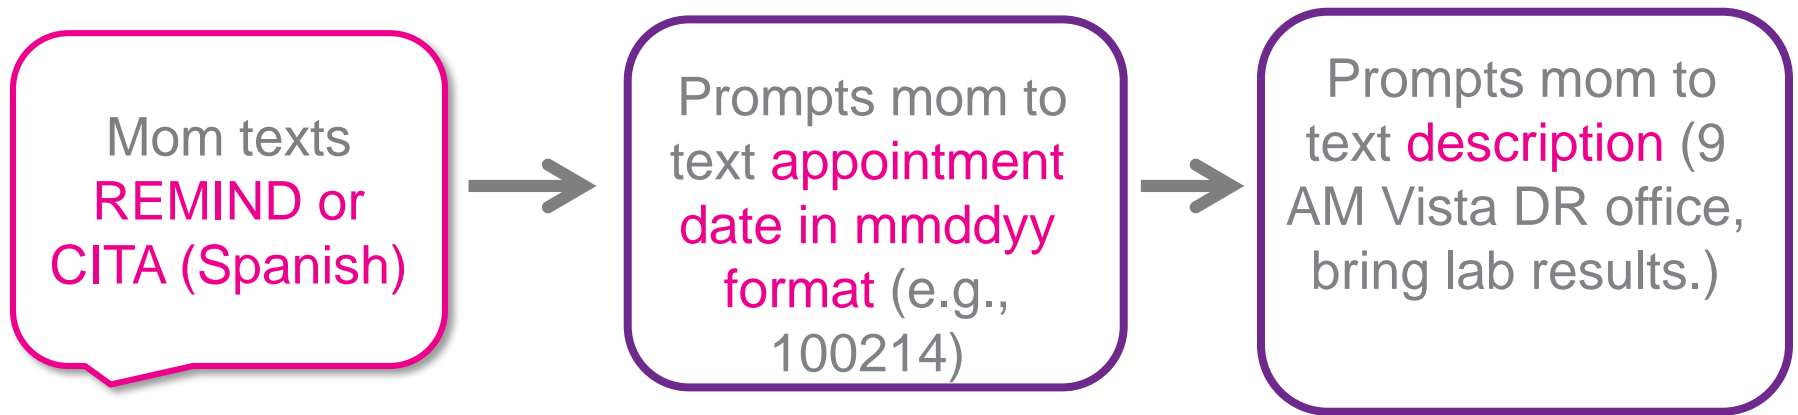 Mom texts
REMIND or
CITA (Spanish)
Prompts mom to
text appointment
date in mmddyy
format (e.g.,
100214)
Prompts mom to
text description (9
AM Vista DR office,
bring lab results.)